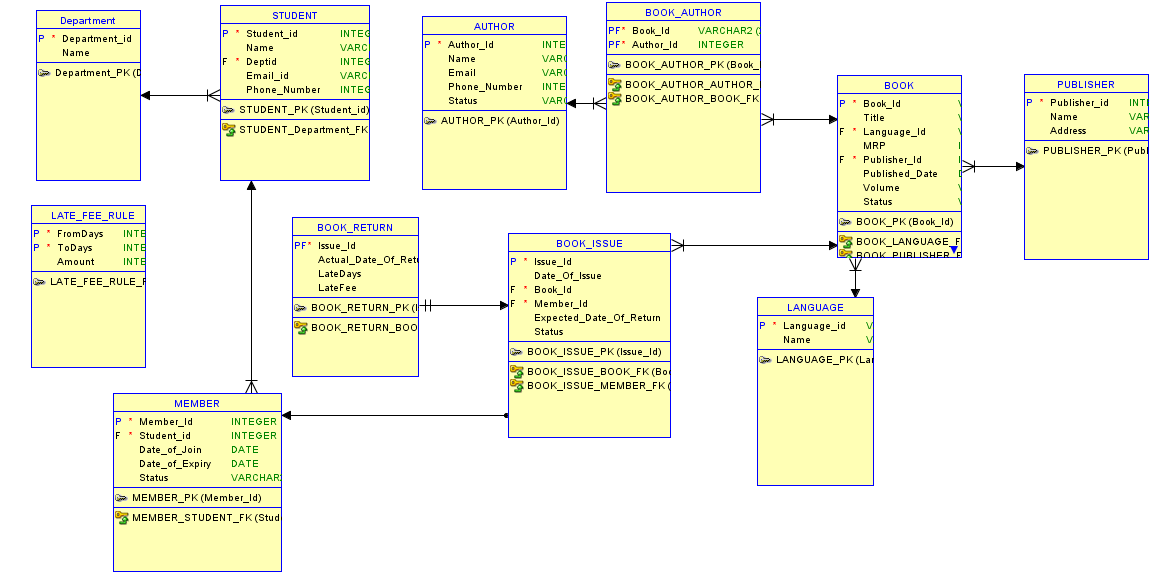 Department
P * Department_id
Name
Department_PK (D
STUDENT
P * Student_id INTEG
Name VARC
F * Deptid INTEG
Email_id VARC
Phone_Number INTEG
STUDENT_PK (Student_id)
STUDENT_Department_FK
AUTHOR
P * Author_Id INTE
Name VARC
Email VARC
Phone_Number INTE
Status VARC
AUTHOR_PK (Author_Id)
BOOK_AUTHOR
PF* Book_Id VARCHAR2 (
PF* Author_Id INTEGER
BOOK_AUTHOR_PK (Book_
BOOK_AUTHOR_AUTHOR_
BOOK_AUTHOR_BOOK_FK
BOOK
P * Book_Id V
Title V
F * Language_Id V
MRP I
F * Publisher_Id I
Published_Date D
Volume V
Status V
BOOK_PK (Book_Id)
BOOK_LANGUAGE_F
BOOK_PUBLISHER_F
PUBLISHER
P * Publisher_id INTE
Name VAR
Address VAR
PUBLISHER_PK (Publ
LATE_FEE_RULE
P * FromDays INTE
P * ToDays INTE
Amount INTE
LATE_FEE_RULE_P
BOOK_RETURN
PF* Issue_Id
Actual_Date_Of_Retu
LateDays
LateFee
BOOK_RETURN_PK (I
BOOK_RETURN_BOO
BOOK_ISSUE
P * Issue_Id
Date_Of_Issue
F * Book_Id
F * Member_Id
Expected_Date_Of_Return
Status
BOOK_ISSUE_PK (Issue_Id)
BOOK_ISSUE_BOOK_FK (Boo
BOOK_ISSUE_MEMBER_FK (
LANGUAGE
P * Language_id V
Name V
LANGUAGE_PK (Lan
MEMBER
P * Member_Id INTEGER
F * Student_id INTEGER
Date_of_Join DATE
Date_of_Expiry DATE
Status VARCHAR
MEMBER_PK (Member_Id)
MEMBER_STUDENT_FK (Stud